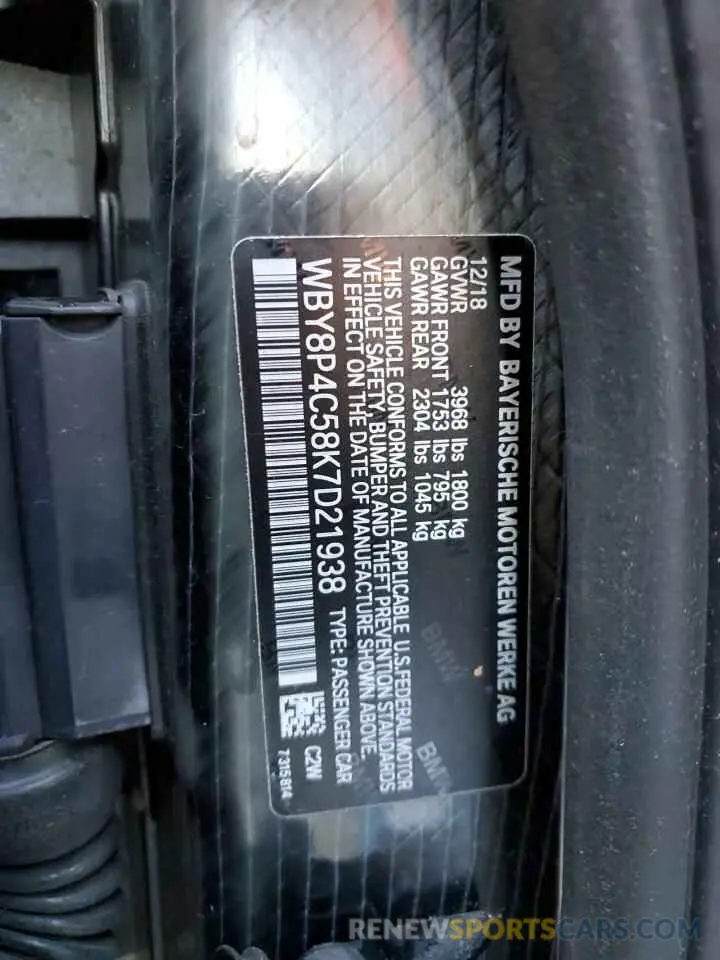 MFD BY BAYERISCHE MOTOREN WERKE AG
12/18
GVWR 3968 lbs 1800 kg
GAWR FRONT 1753 lbs 795 kg
GAWR REAR 2304 lbs 1045 kg
THIS VEHICLE CONFORMS TO ALL APPLICABLE U.S.FEDERAL MOTOR
VEHICLE SAFETY, BUMPER AND THEFT PREVENTION STANDARDS
IN EFFECT ON THE DATE OF MANUFACTURE SHOWN ABOVE.
WBY8P4C58K7D21938 TYPE: PASSENGER CAR
C2W
7315814
BMW
BMW
RENEWSPORTSCARS.COM